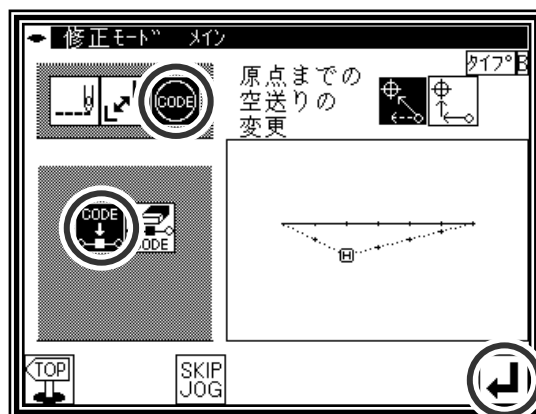 修正ﾓｰﾄﾞ ﾒｲﾝ
ﾀｲﾌﾟB
CODE
原点までの
空送りの
変更
CODE
CODE
H
TOP
SKIP
JOG